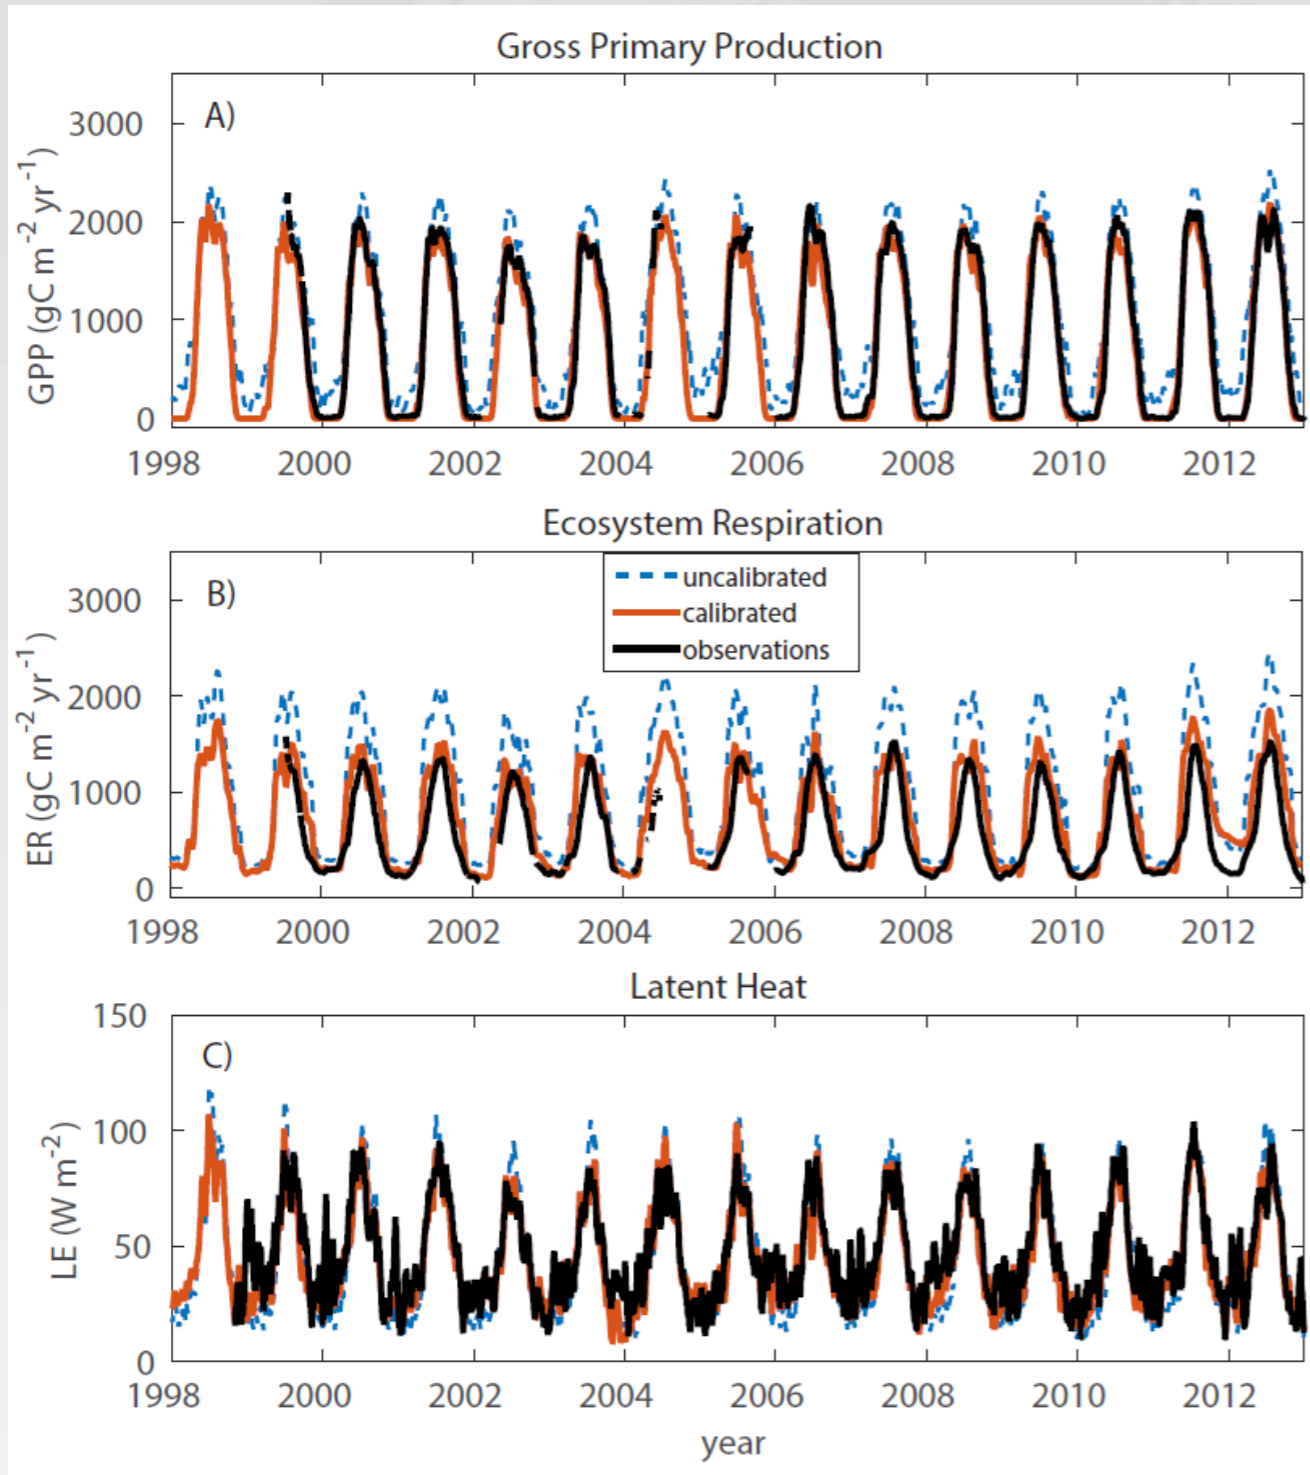 Gross Primary Production
A)
3000
2000
1000
0
GPP (gC m⁻² yr⁻¹)
1998 2000 2002 2004 2006 2008 2010 2012
Ecosystem Respiration
B)
uncalibrated
calibrated
observations
3000
2000
1000
0
ER (gC m⁻² yr⁻¹)
1998 2000 2002 2004 2006 2008 2010 2012
Latent Heat
C)
150
100
50
0
LE (W m⁻²)
1998 2000 2002 2004 2006 2008 2010 2012
year